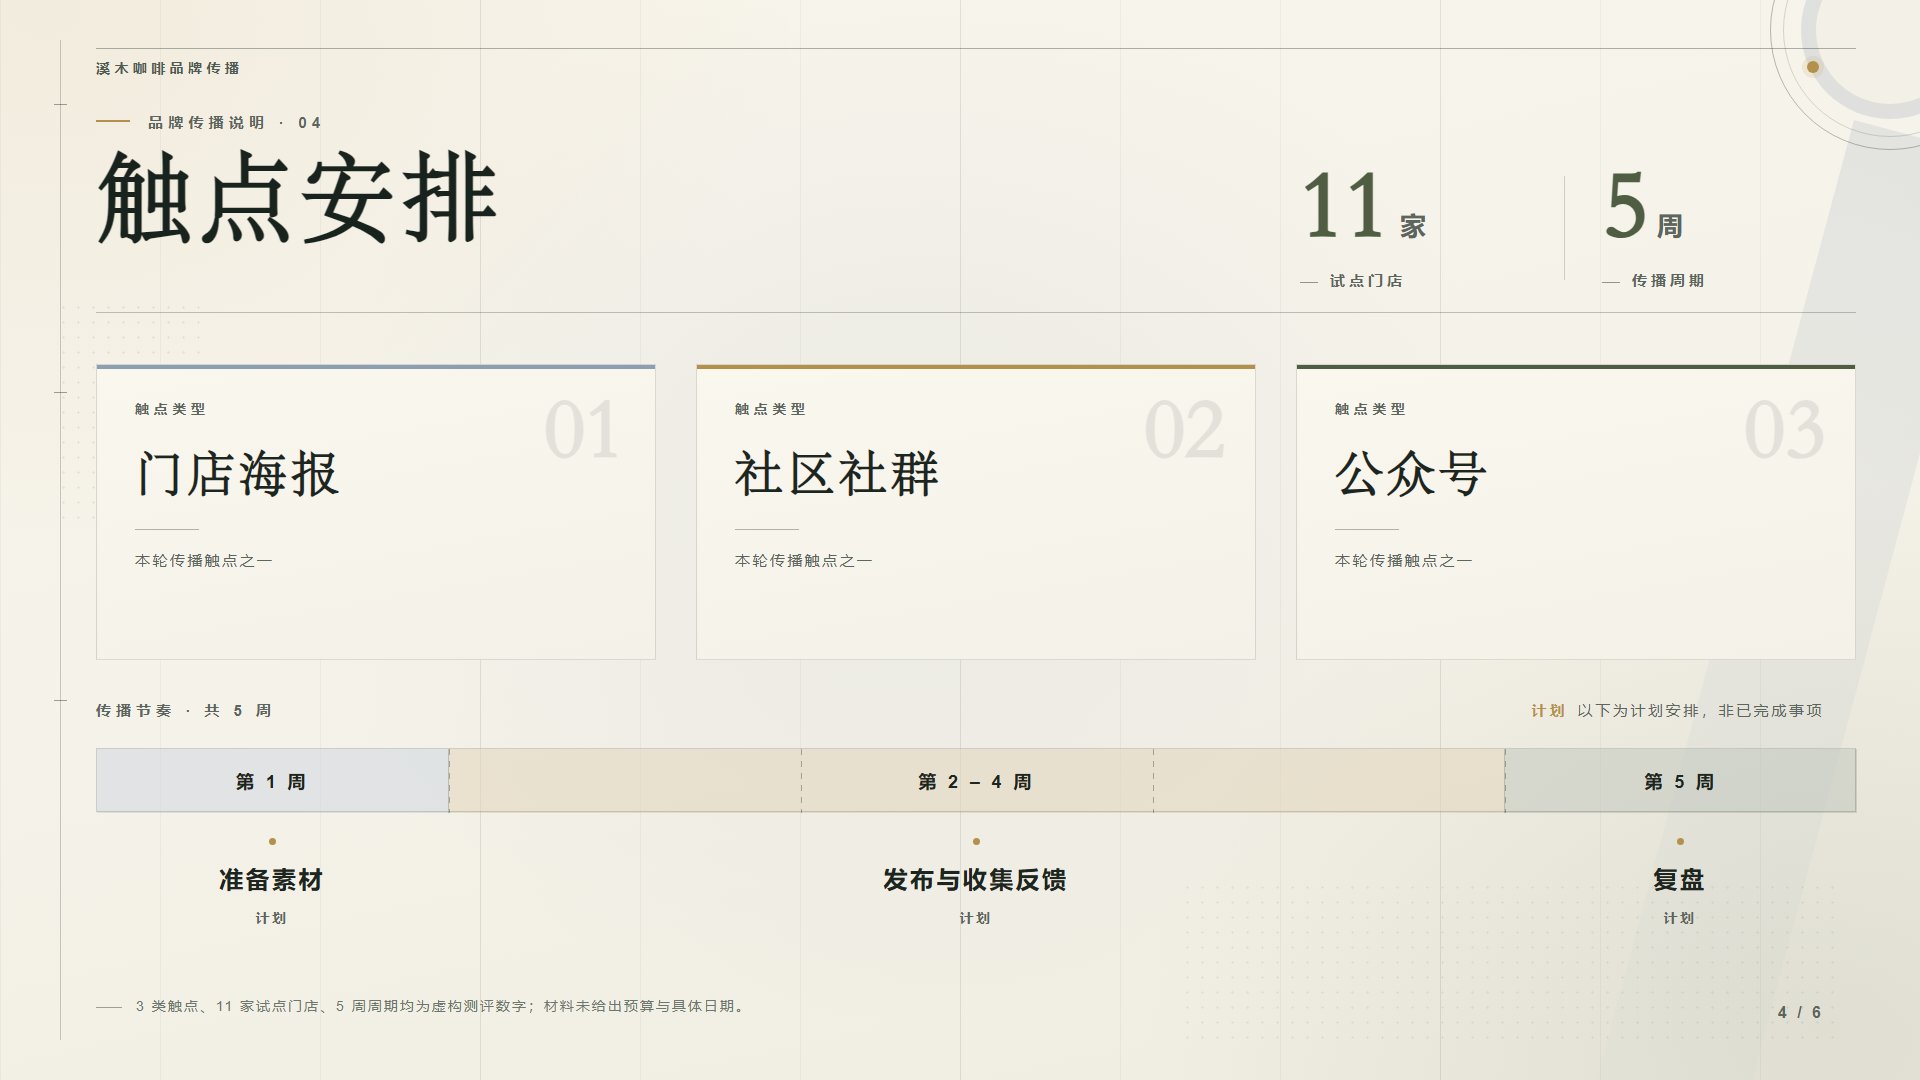 溪木咖啡品牌传播
品牌传播说明 · 04
触点安排
11 家
试点门店
5 周
传播周期
触点类型
01
门店海报
本轮传播触点之一
触点类型
02
社区社群
本轮传播触点之一
触点类型
03
公众号
本轮传播触点之一
传播节奏 · 共 5 周
计划 以下为计划安排，非已完成事项
第 1 周
第 2 – 4 周
第 5 周
准备素材
计划
发布与收集反馈
计划
复盘
计划
3 类触点、11 家试点门店、5 周周期均为虚构测评数字；材料未给出预算与具体日期。
4 / 6